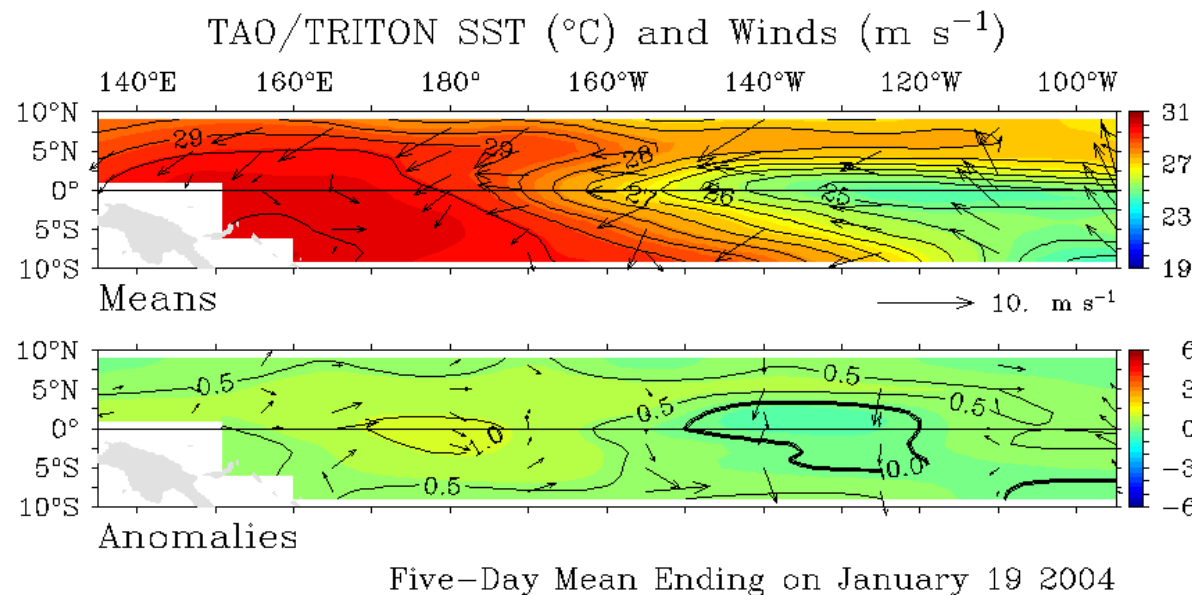 TAO/TRITON SST (°C) and Winds (m s⁻¹)
140°E 160°E 180° 160°W 140°W 120°W 100°W
10°N
5°N
0°
5°S
10°S
29 29 28 27 26 25
31
29
27
25
23
21
19
Means
10. m s⁻¹
10°N
5°N
0°
5°S
10°S
0.5 0.5 0.5 0.5 0.5 1.0 0.0
6
3
0
-3
-6
Anomalies
Five-Day Mean Ending on January 19 2004